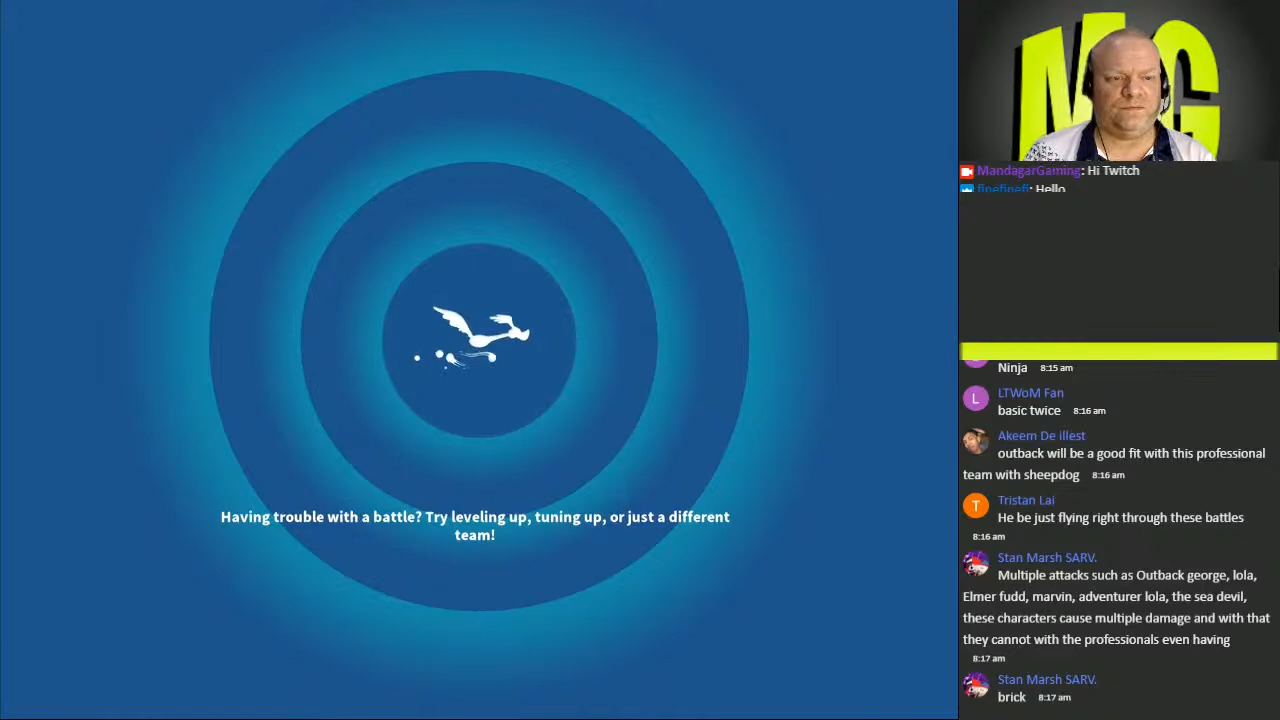 Having trouble with a battle? Try leveling up, tuning up, or just a different
team!
MG
MandagarGaming: Hi Twitch
finefinefi: Hello
Ninja 8:15 am
L
LTWoM Fan
basic twice 8:16 am
Akeem De illest
outback will be a good fit with this professional
team with sheepdog 8:16 am
T
Tristan Lai
He be just flying right through these battles
8:16 am
Stan Marsh SARV.
Multiple attacks such as Outback george, lola,
Elmer fudd, marvin, adventurer lola, the sea devil,
these characters cause multiple damage and with that
they cannot with the professionals even having
8:17 am
Stan Marsh SARV.
brick 8:17 am